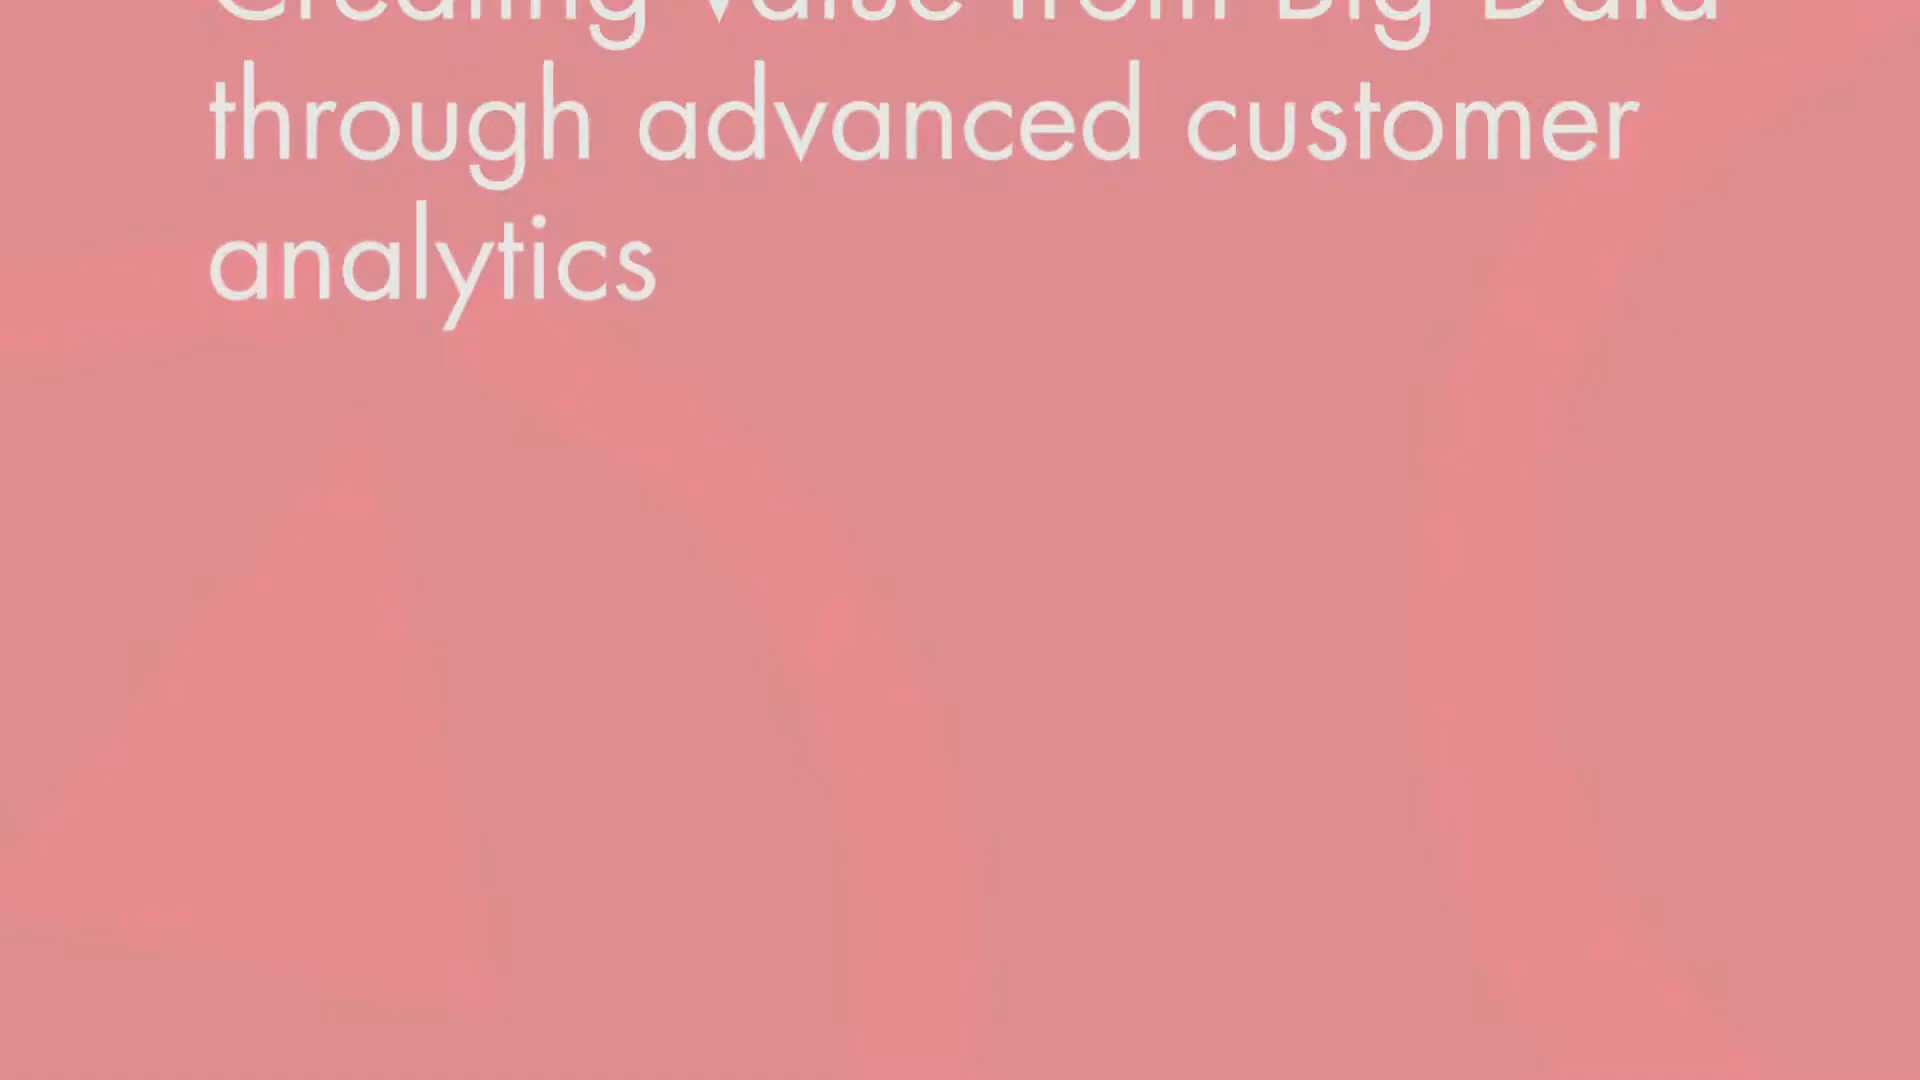 Creating value from Big Data
through advanced customer
analytics